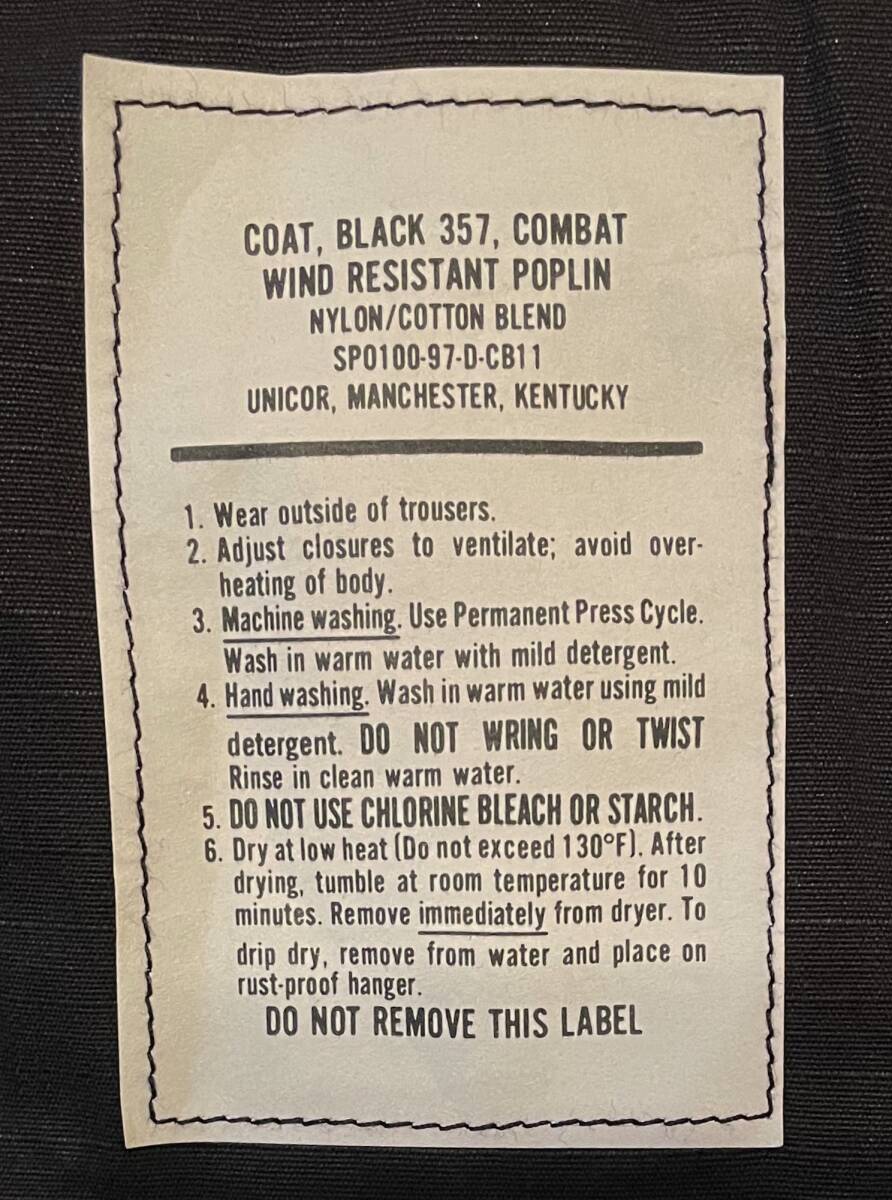 COAT, BLACK 357, COMBAT
WIND RESISTANT POPLIN
NYLON/COTTON BLEND
SPO100-97-D-CB11
UNICOR, MANCHESTER, KENTUCKY
1. Wear outside of trousers.
2. Adjust closures to ventilate; avoid over-
heating of body.
3. Machine washing. Use Permanent Press Cycle.
Wash in warm water with mild detergent.
4. Hand washing. Wash in warm water using mild
detergent. DO NOT WRING OR TWIST
Rinse in clean warm water.
5. DO NOT USE CHLORINE BLEACH OR STARCH.
6. Dry at low heat (Do not exceed 130°F). After
drying, tumble at room temperature for 10
minutes. Remove immediately from dryer. To
drip dry, remove from water and place on
rust-proof hanger.
DO NOT REMOVE THIS LABEL